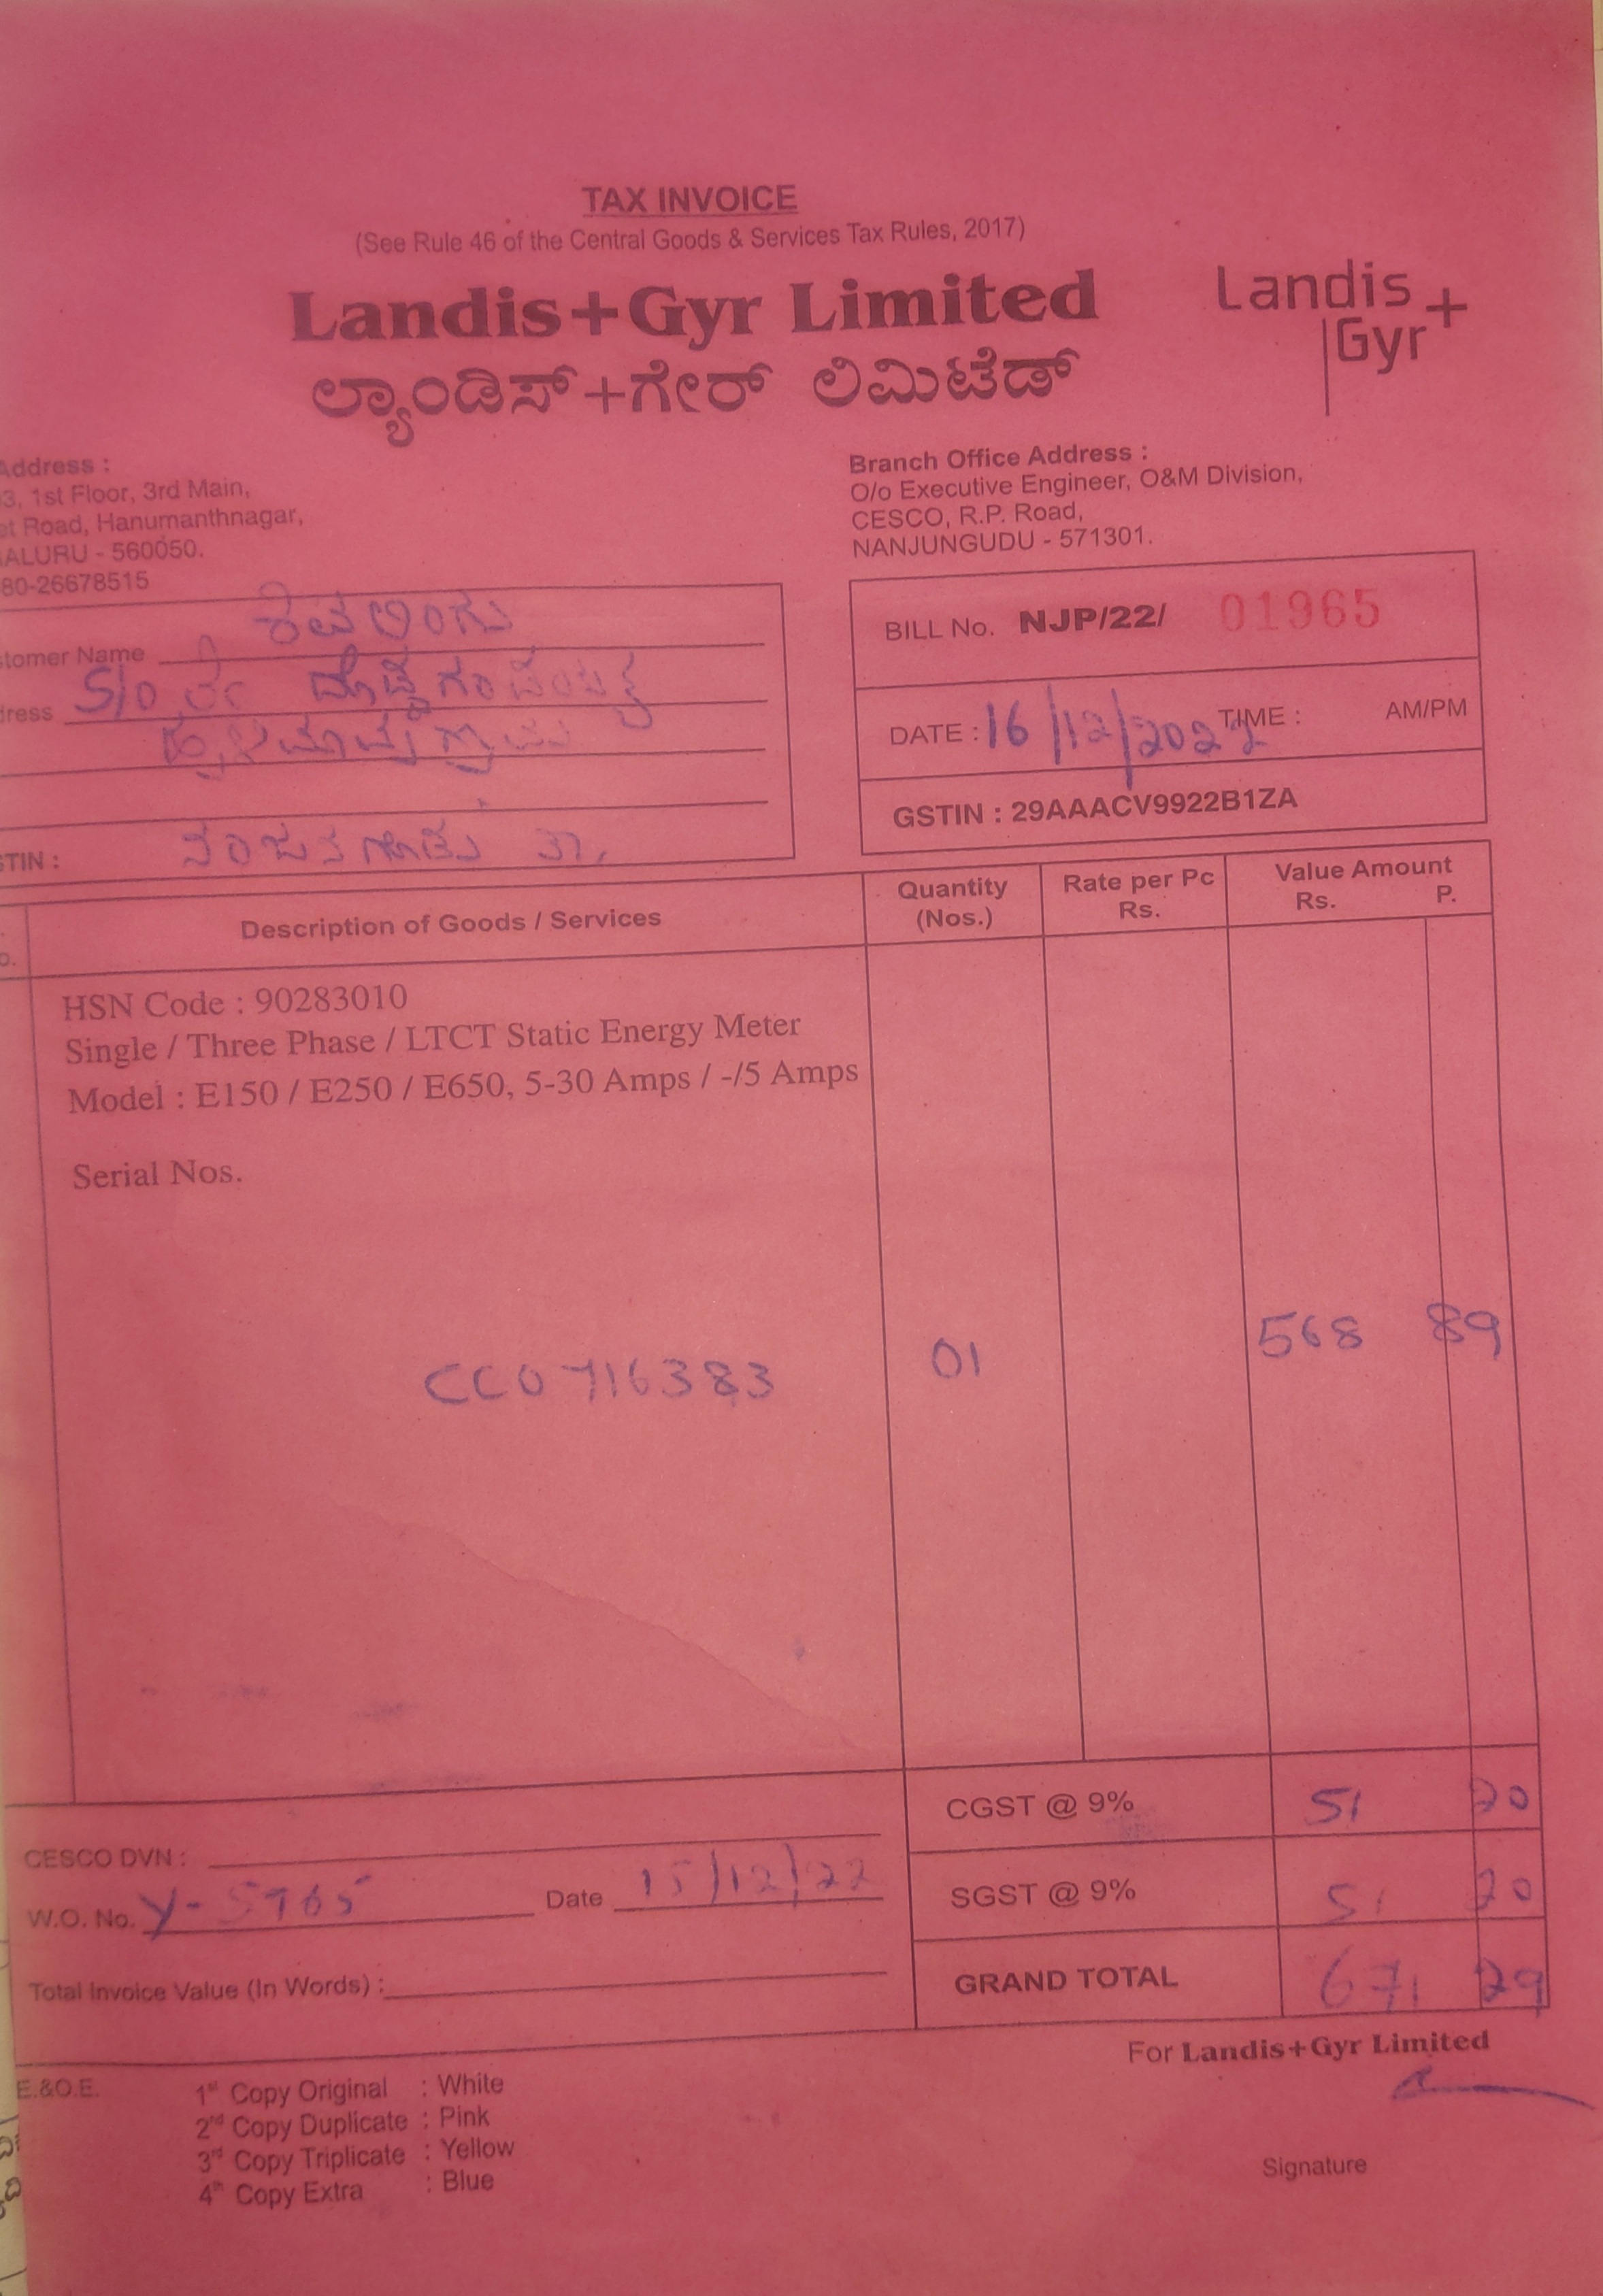 TAX INVOICE
(See Rule 46 of the Central Goods & Services Tax Rules, 2017)
Landis+Gyr Limited
ಲ್ಯಾಂಡಿಸ್+ಗೇರ್ ಲಿಮಿಟೆಡ್
Landis
Gyr+
Address :
3, 1st Floor, 3rd Main,
et Road, Hanumanthnagar,
ALURU - 560050.
80-26678515
Branch Office Address :
O/o Executive Engineer, O&M Division,
CESCO, R.P. Road,
NANJUNGUDU - 571301.
tomer Name ಶಿವಲಿಂಗು
dress S/o
STIN : ನಂಜನಗೂಡು ತಾ.
BILL No. NJP/22/ 01965
DATE : 16/12/2022 TIME : AM/PM
GSTIN : 29AAACV9922B1ZA
Description of Goods / Services
Quantity (Nos.)
Rate per Pc Rs.
Value Amount
Rs. P.
HSN Code : 90283010
Single / Three Phase / LTCT Static Energy Meter
Model : E150 / E250 / E650, 5-30 Amps / -/5 Amps
Serial Nos.
CC0716383 01 568 89
CGST @ 9% 51 20
SGST @ 9% 51 20
GRAND TOTAL 671 29
CESCO DVN :
W.O. No. Y-5765 Date 15/12/22
Total Invoice Value (In Words) :
For Landis+Gyr Limited
E.&O.E.
1st Copy Original : White
2nd Copy Duplicate : Pink
3rd Copy Triplicate : Yellow
4th Copy Extra : Blue
Signature